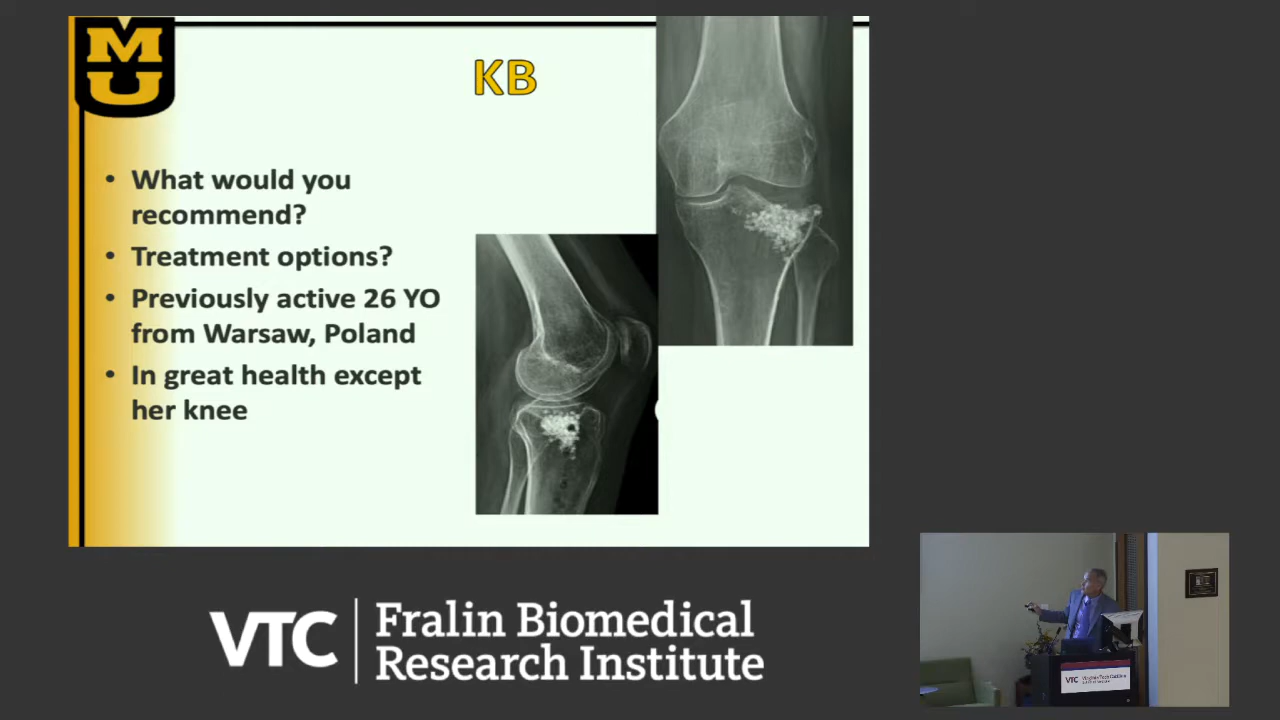 MU
KB
• What would you
recommend?
• Treatment options?
• Previously active 26 YO
from Warsaw, Poland
• In great health except
her knee
VTC
Fralin Biomedical
Research Institute
VTC